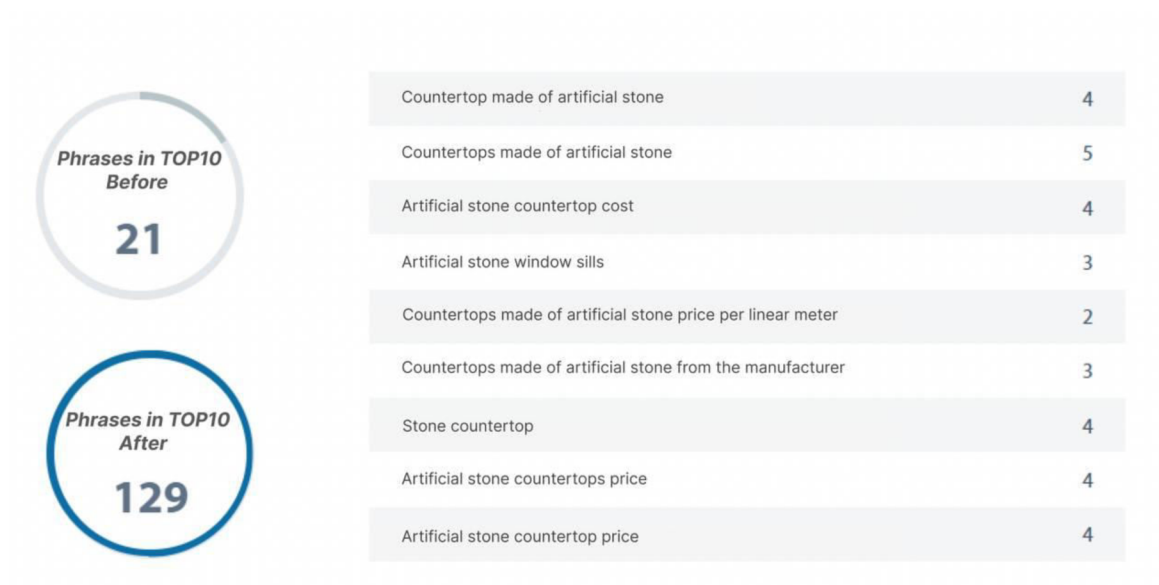 Phrases in TOP10
Before
21
Phrases in TOP10
After
129
Countertop made of artificial stone 4
Countertops made of artificial stone 5
Artificial stone countertop cost 4
Artificial stone window sills 3
Countertops made of artificial stone price per linear meter 2
Countertops made of artificial stone from the manufacturer 3
Stone countertop 4
Artificial stone countertops price 4
Artificial stone countertop price 4